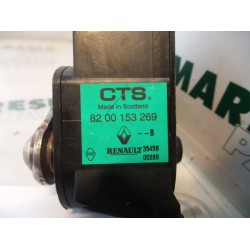 CTS.
Made in Scotland
82 00 153 269
--B
RENAULT 35458
00289